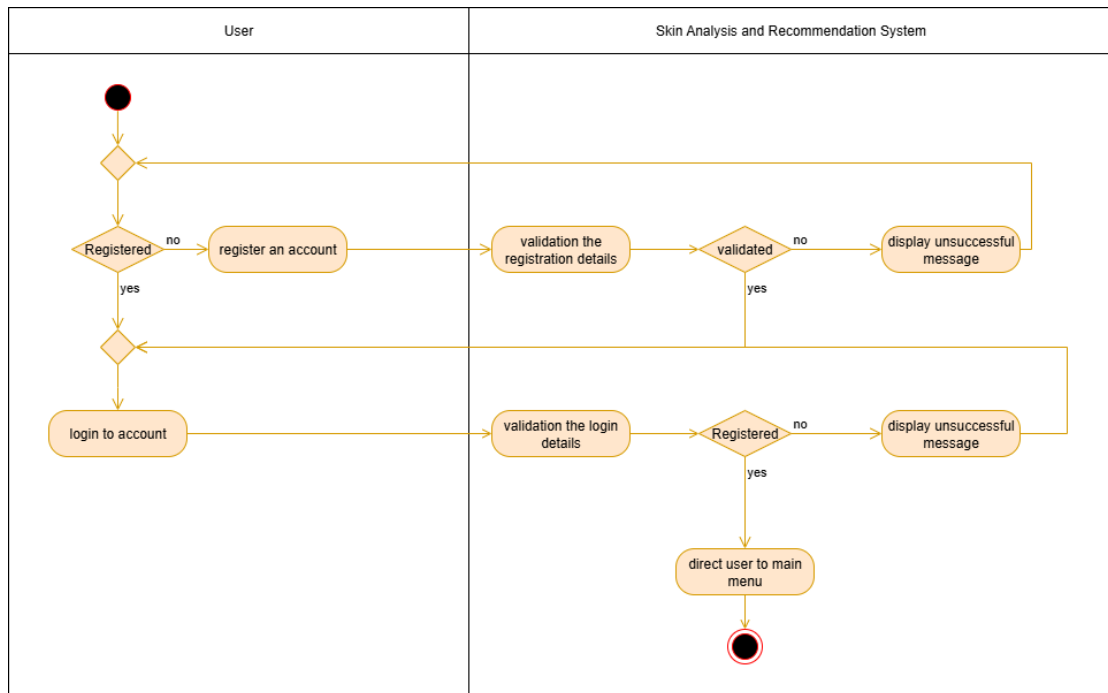 User
Skin Analysis and Recommendation System
Registered
no
register an account
validation the
registration details
validated
no
display unsuccessful
message
yes
yes
login to account
validation the login
details
Registered
no
display unsuccessful
message
yes
direct user to main
menu